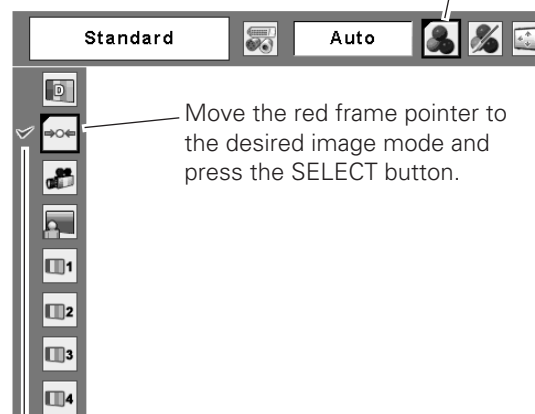 Standard
Auto
D
Move the red frame pointer to
the desired image mode and
press the SELECT button.
1
2
3
4